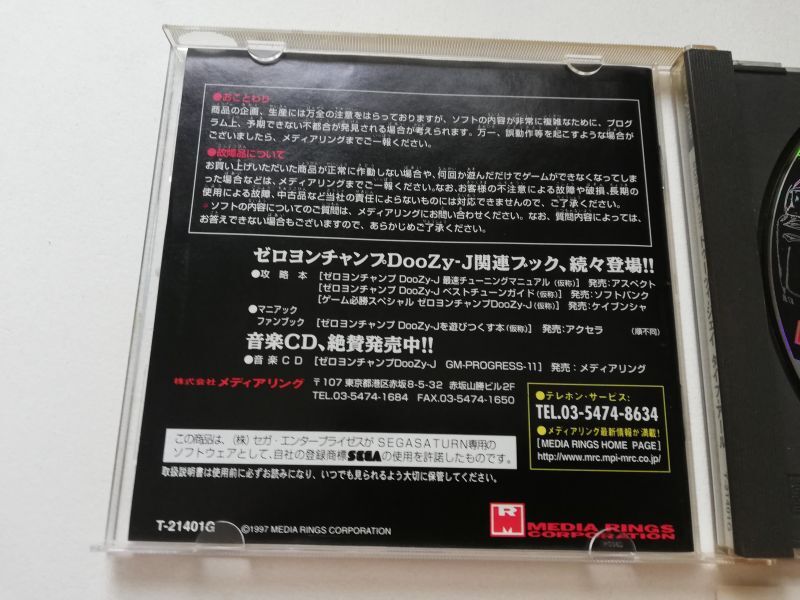 ●おことわり
商品の企画、生産には万全の注意をはらっておりますが、ソフトの内容が非常に複雑なために、プログ
ラム上、予期できない不都合が発見される場合が考えられます。万一、誤動作等を起こすような場合が
ございましたら、メディアリングまでご一報ください。
●故障品について
お買い上げいただいた商品が正常に作動しない場合や、何回か遊んだだけでゲームができなくなってしま
った場合などは、メディアリングまでご一報ください。なお、お客様の不注意による故障や破損、長期の
使用による故障、中古品など当社の責任によらないものには対応できませんので、ご了承ください。
＊ソフトの内容についてのご質問は、メディアリングにお問い合わせください。なお、質問内容によっては、
お答えできない場合もございますので、あらかじめご了承ください。
ゼロヨンチャンプDooZy-J関連ブック、続々登場!!
●攻略本 [ゼロヨンチャンプ DooZy-J 最速チューニングマニュアル(仮称)] 発売：アスペクト
[ゼロヨンチャンプ DooZy-J ベストチューンガイド(仮称)] 発売：ソフトバンク
[ゲーム必勝スペシャル ゼロヨンチャンプDooZy-J(仮称)] 発売：ケイブンシャ
●マニアック
ファンブック [ゼロヨンチャンプ DooZy-Jを遊びつくす本(仮称)] 発売：アクセラ (順不同)
音楽CD、絶賛発売中!!
●音楽CD [ゼロヨンチャンプDooZy-J GM-PROGRESS-11] 発売：メディアリング
株式会社 メディアリング 〒107 東京都港区赤坂8-5-32 赤坂山勝ビル2F
TEL.03-5474-1684 FAX.03-5474-1650
●テレホン・サービス：
TEL.03-5474-8634
●メディアリング最新情報が満載!
[MEDIA RINGS HOME PAGE]
http://www.mrc.mpi-mrc.co.jp/
この商品は、(株)セガ・エンタープライゼスがSEGASATURN専用の
ソフトウェアとして、自社の登録商標SEGAの使用を許諾したものです。
取扱説明書は使用前に必ずお読みになり、いつでも見られるよう大切に保管してください。
T-21401G ©1997 MEDIA RINGS CORPORATION
R
M
MEDIA RINGS
CORPORATION